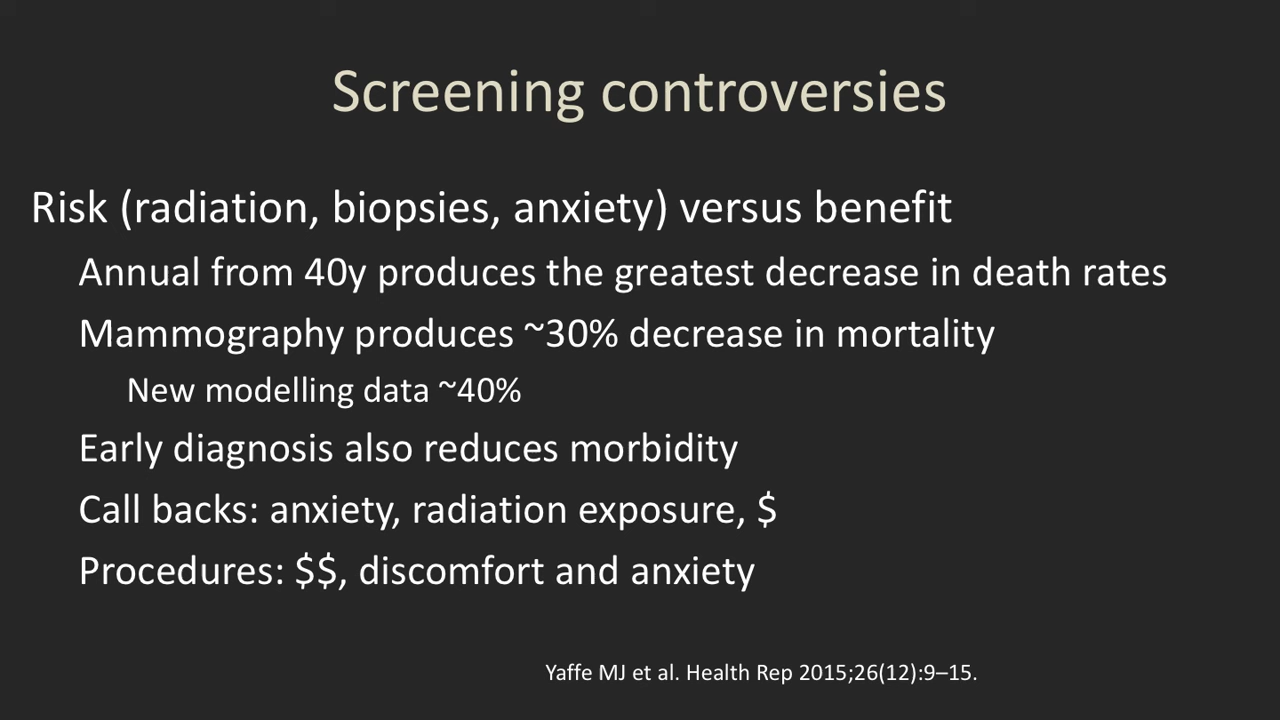 Screening controversies
Risk (radiation, biopsies, anxiety) versus benefit
Annual from 40y produces the greatest decrease in death rates
Mammography produces ~30% decrease in mortality
New modelling data ~40%
Early diagnosis also reduces morbidity
Call backs: anxiety, radiation exposure, $
Procedures: $$, discomfort and anxiety
Yaffe MJ et al. Health Rep 2015;26(12):9–15.